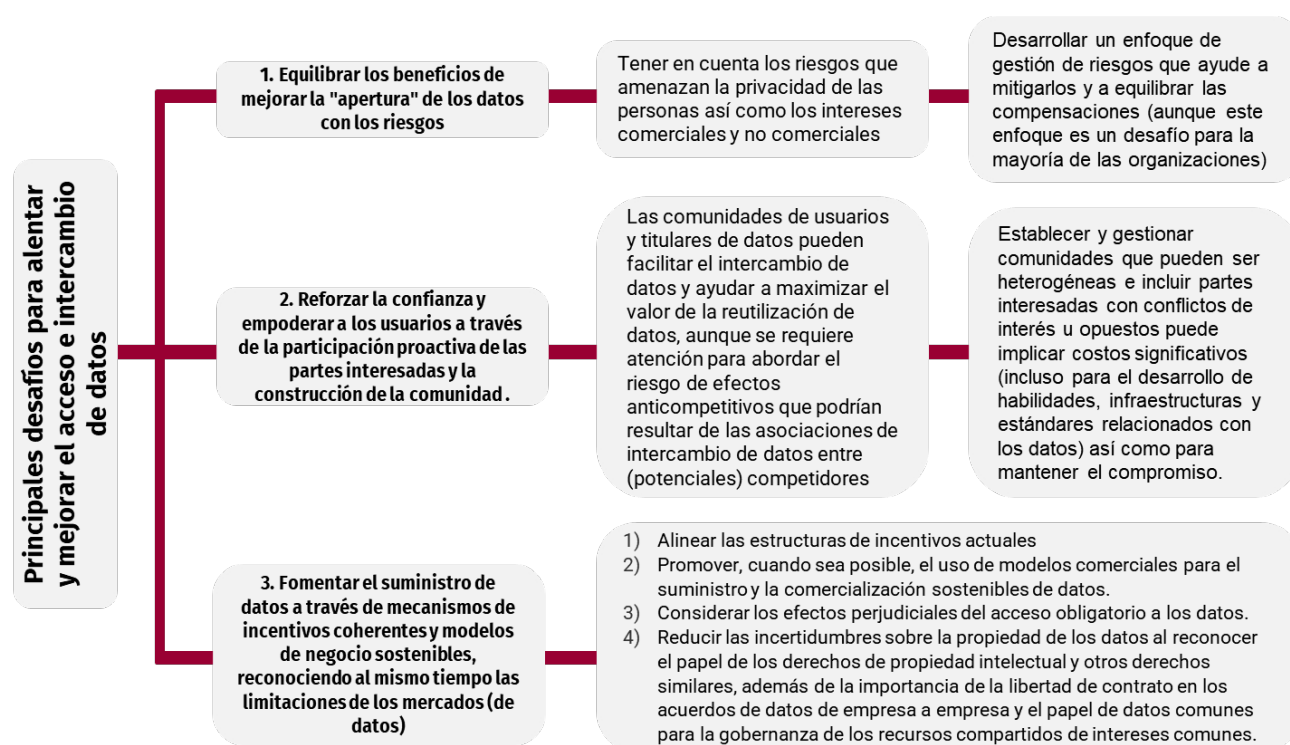 Principales desafíos para alentar
y mejorar el acceso e intercambio
de datos
1. Equilibrar los beneficios de
mejorar la "apertura" de los datos
con los riesgos
Tener en cuenta los riesgos que
amenazan la privacidad de las
personas así como los intereses
comerciales y no comerciales
Desarrollar un enfoque de
gestión de riesgos que ayude a
mitigarlos y a equilibrar las
compensaciones (aunque este
enfoque es un desafío para la
mayoría de las organizaciones)
2. Reforzar la confianza y
empoderar a los usuarios a través
de la participación proactiva de las
partes interesadas y la
construcción de la comunidad.
Las comunidades de usuarios
y titulares de datos pueden
facilitar el intercambio de
datos y ayudar a maximizar el
valor de la reutilización de
datos, aunque se requiere
atención para abordar el
riesgo de efectos
anticompetitivos que podrían
resultar de las asociaciones de
intercambio de datos entre
(potenciales) competidores
Establecer y gestionar
comunidades que pueden ser
heterogéneas e incluir partes
interesadas con conflictos de
interés u opuestos puede
implicar costos significativos
(incluso para el desarrollo de
habilidades, infraestructuras y
estándares relacionados con
los datos) así como para
mantener el compromiso.
3. Fomentar el suministro de
datos a través de mecanismos de
incentivos coherentes y modelos
de negocio sostenibles,
reconociendo al mismo tiempo las
limitaciones de los mercados (de
datos)
1) Alinear las estructuras de incentivos actuales
2) Promover, cuando sea posible, el uso de modelos comerciales para el
suministro y la comercialización sostenibles de datos.
3) Considerar los efectos perjudiciales del acceso obligatorio a los datos.
4) Reducir las incertidumbres sobre la propiedad de los datos al reconocer
el papel de los derechos de propiedad intelectual y otros derechos
similares, además de la importancia de la libertad de contrato en los
acuerdos de datos de empresa a empresa y el papel de datos comunes
para la gobernanza de los recursos compartidos de intereses comunes.